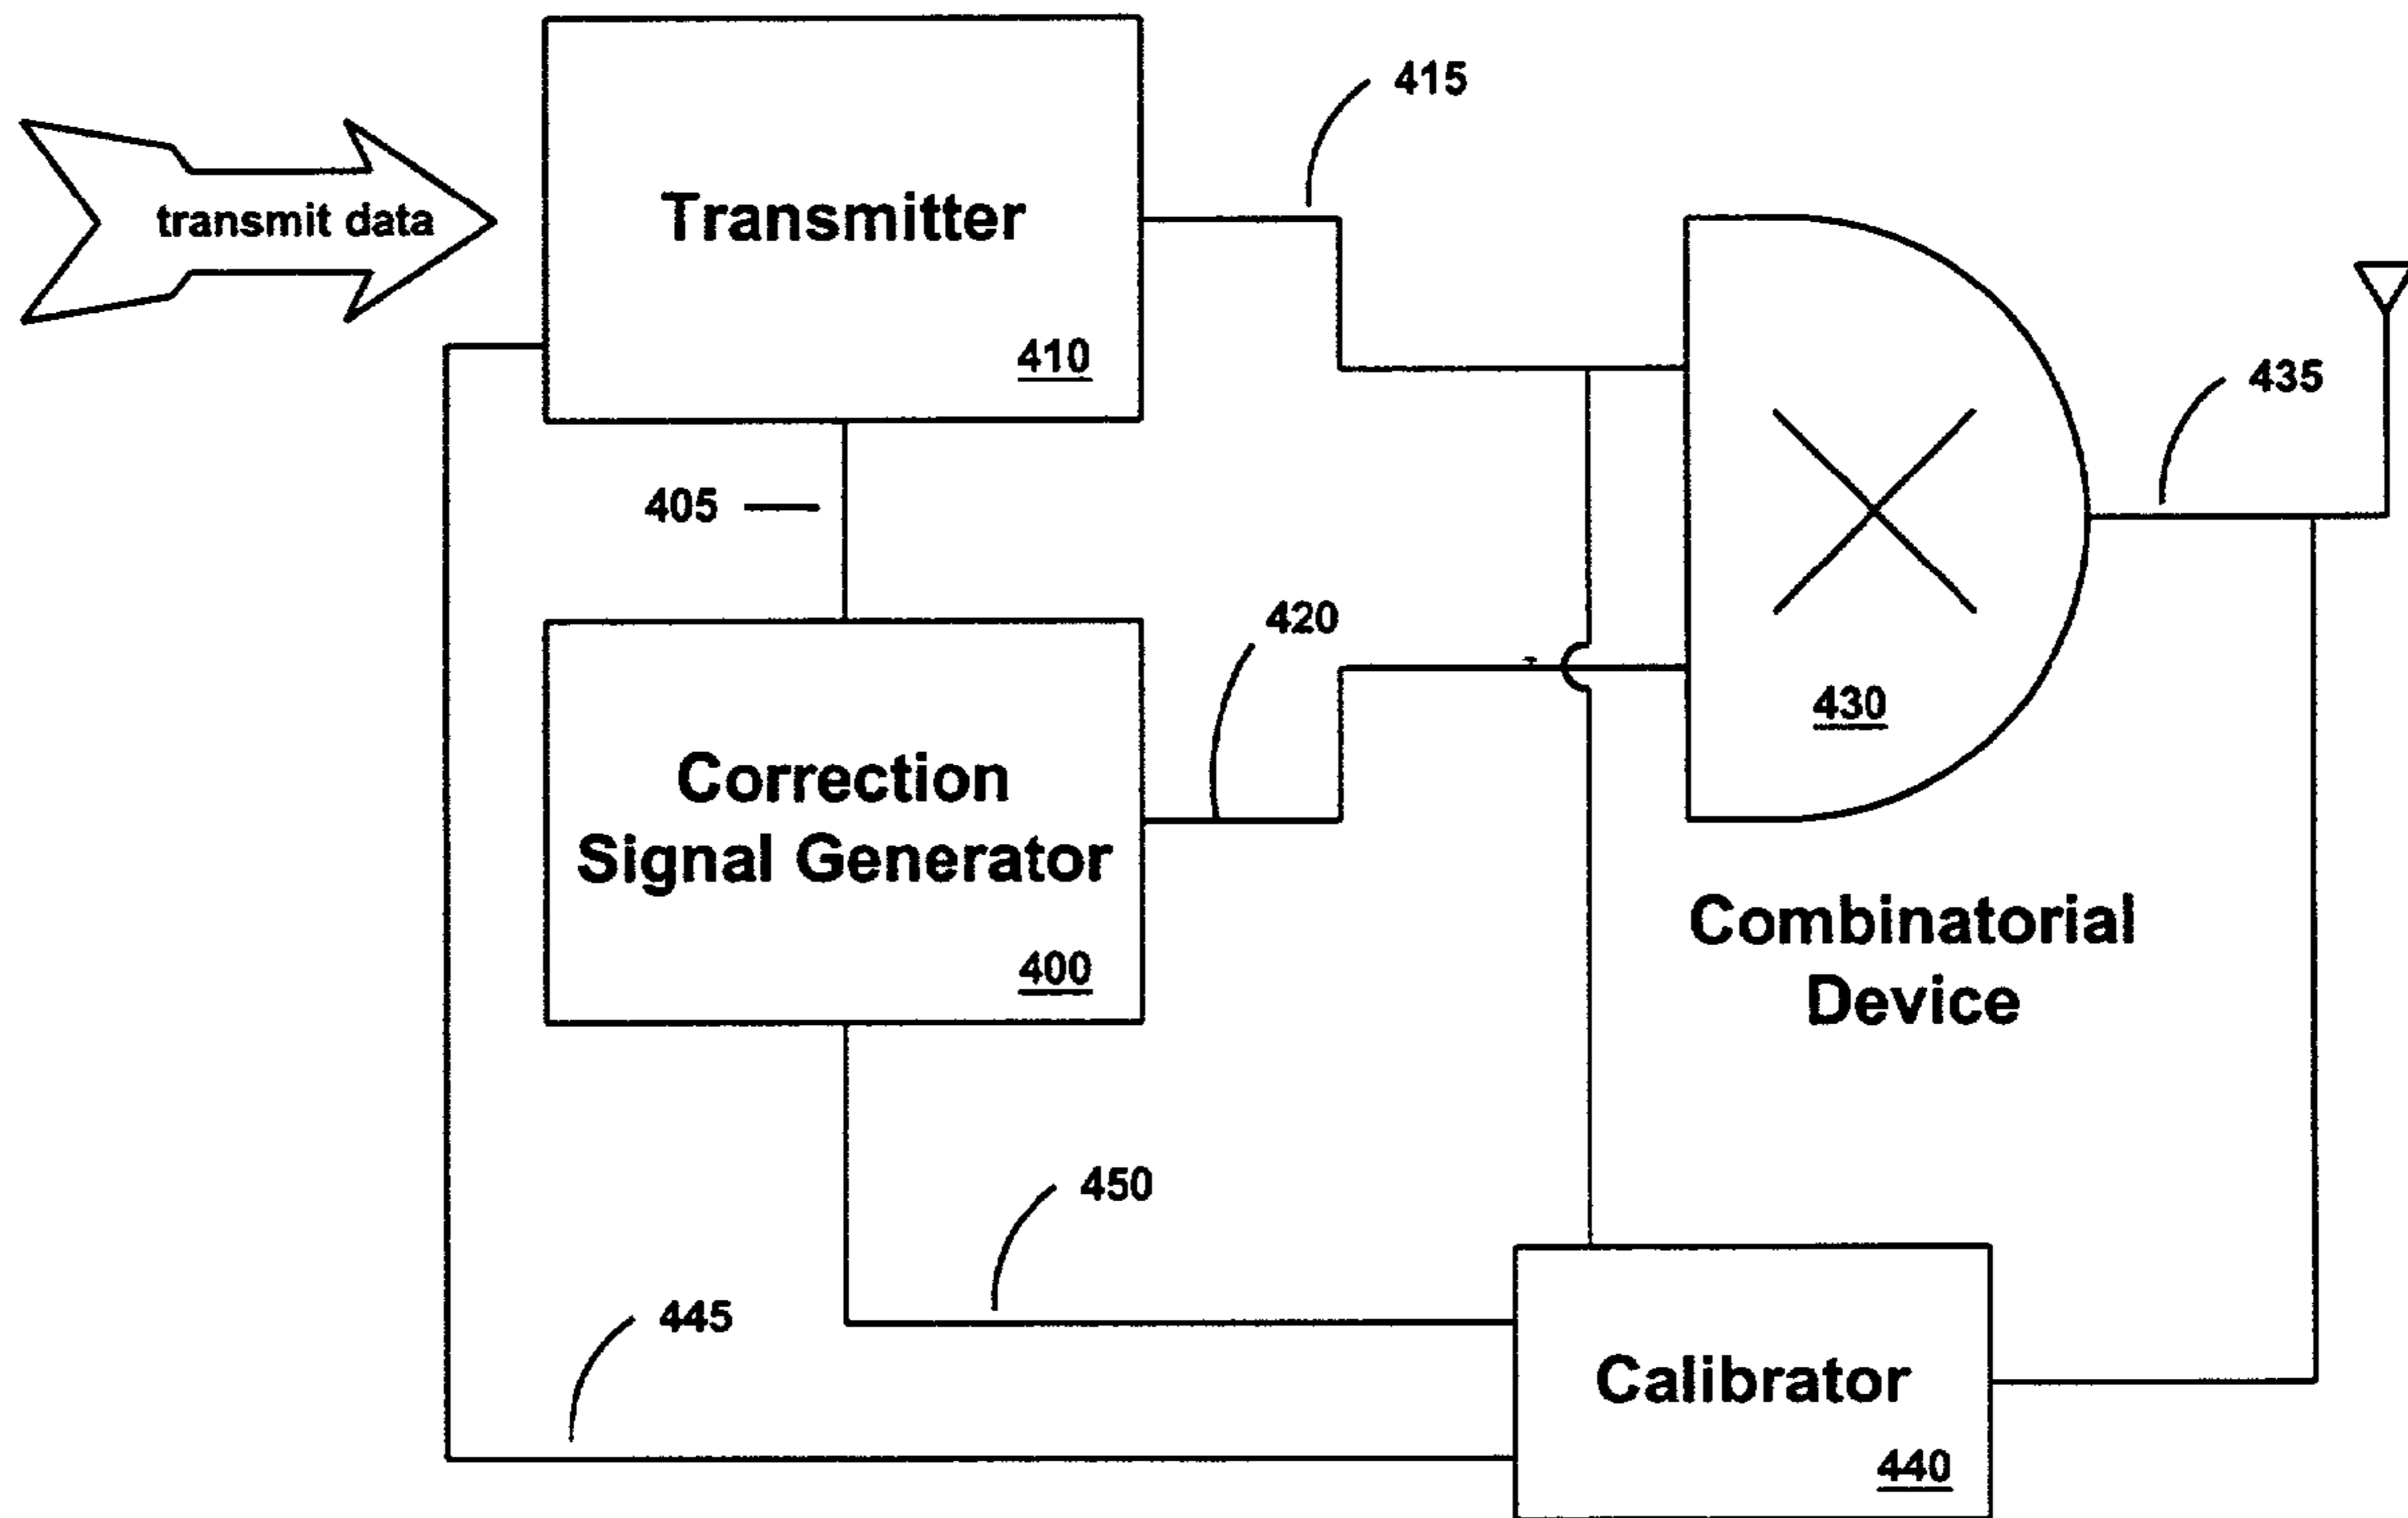 415
transmit data
Transmitter
410
435
405
420
430
Correction
Signal Generator
400
Combinatorial
Device
450
445
Calibrator
440